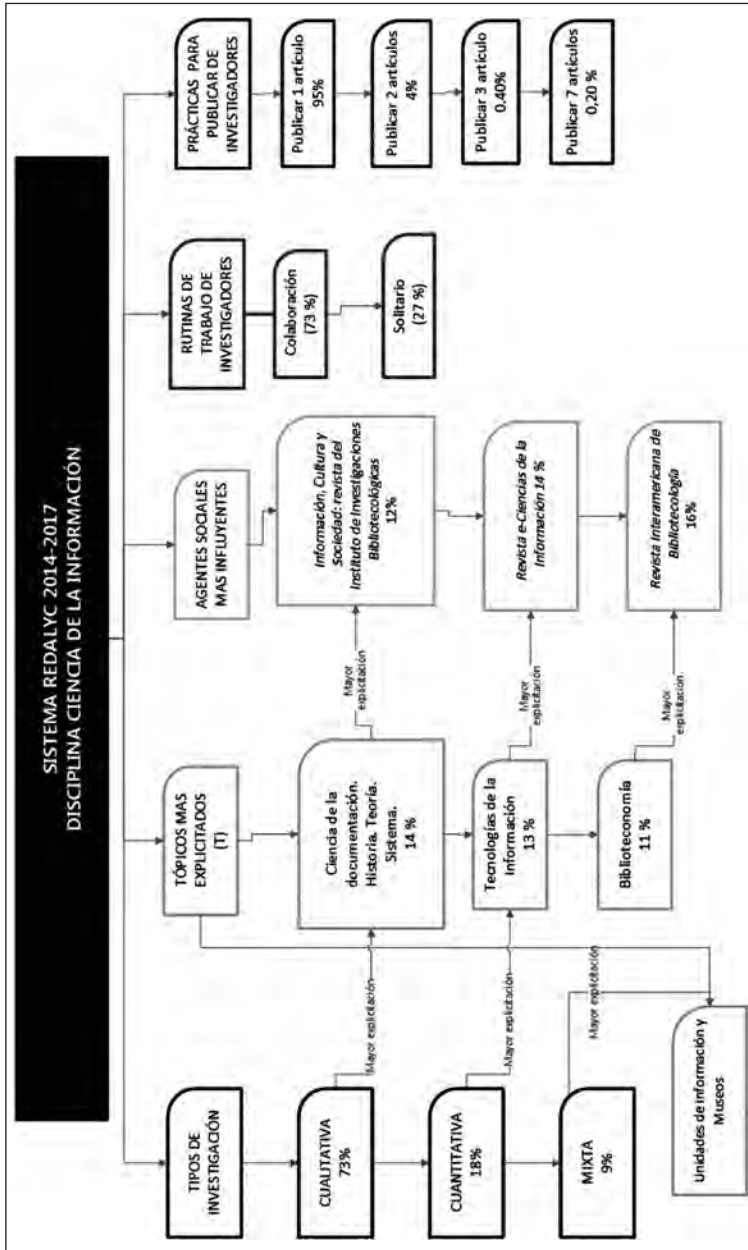 SISTEMA REDALYC 2014-2017
DISCIPLINA CIENCIA DE LA INFORMACIÓN
TIPOS DE
INVESTIGACIÓN
CUALITATIVA
73%
CUANTITATIVA
18%
MIXTA
9%
Mayor explicitación
Mayor explicitación
Mayor explicitación
Unidades de información y
Museos
TÓPICOS MAS
EXPLICITADOS
(T)
Ciencia de la
documentación.
Historia. Teoría.
Sistema.
14 %
Tecnologías de la
Información
13 %
Biblioteconomía
11 %
Mayor
explicitación
Mayor
explicitación
Mayor
explicitación
AGENTES SOCIALES
MAS INFLUYENTES
Información, Cultura y
Sociedad: revista del
Instituto de Investigaciones
Bibliotecológicas
12%
Revista e-Ciencias de la
Información 14 %
Revista Interamericana de
Bibliotecología
16%
RUTINAS DE
TRABAJO DE
INVESTIGADORES
Colaboración
(73 %)
Solitario
(27 %)
PRÁCTICAS PARA
PUBLICAR DE
INVESTIGADORES
Publicar 1 artículo
95%
Publicar 2 artículos
4%
Publicar 3 artículo
0.40%
Publicar 7 artículos
0,20 %